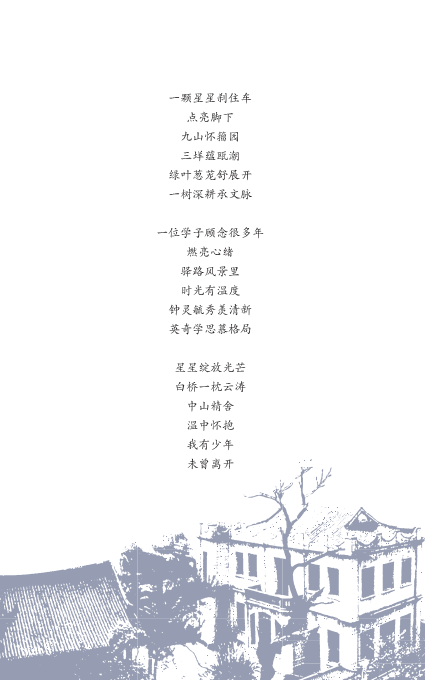 一颗星星刹住车
点亮脚下
九山怀籀园
三垟蕴瓯潮
绿叶葱茏舒展开
一树深耕承文脉
一位学子顾念很多年
燃亮心绪
驿路风景里
时光有温度
钟灵毓秀美清新
英奇学思慕格局
星星绽放光芒
白桥一枕云涛
中山精舍
温中怀抱
我有少年
未曾离开